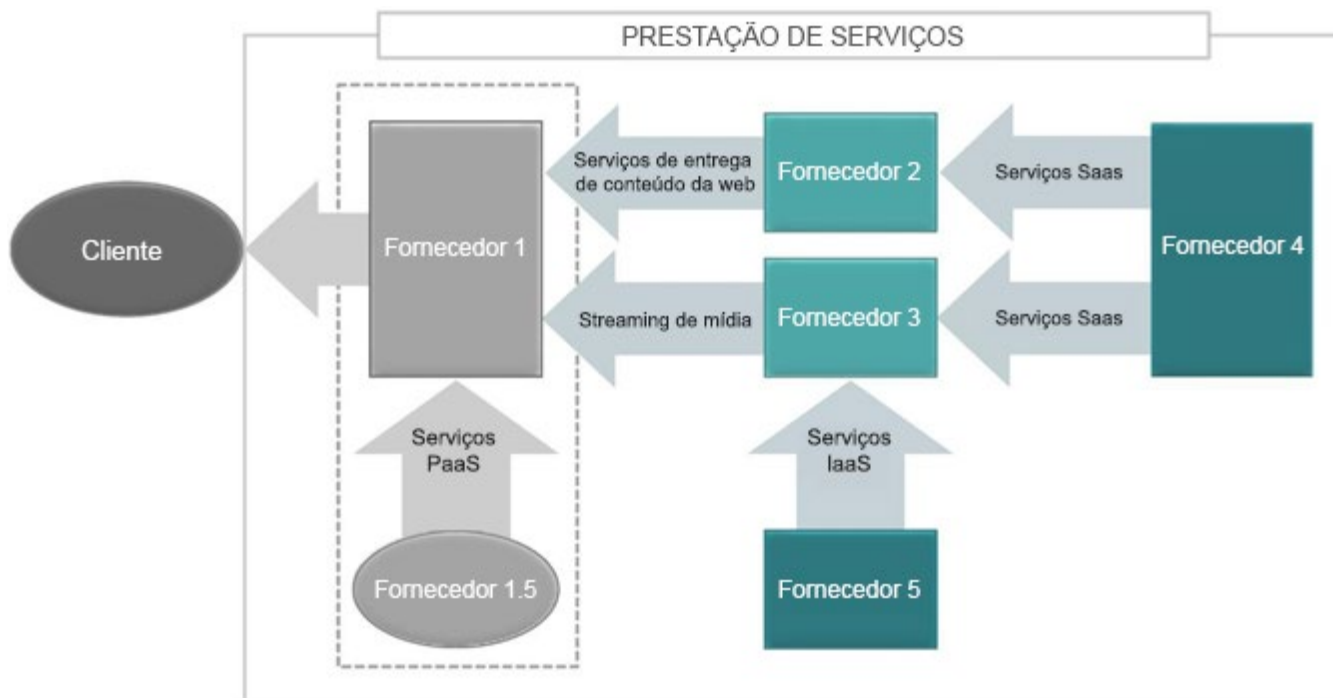 PRESTAÇÃO DE SERVIÇOS
Cliente
Fornecedor 1
Serviços de entrega
de conteúdo da web
Fornecedor 2
Serviços Saas
Fornecedor 4
Streaming de mídia
Fornecedor 3
Serviços Saas
Serviços
PaaS
Serviços
IaaS
Fornecedor 1.5
Fornecedor 5